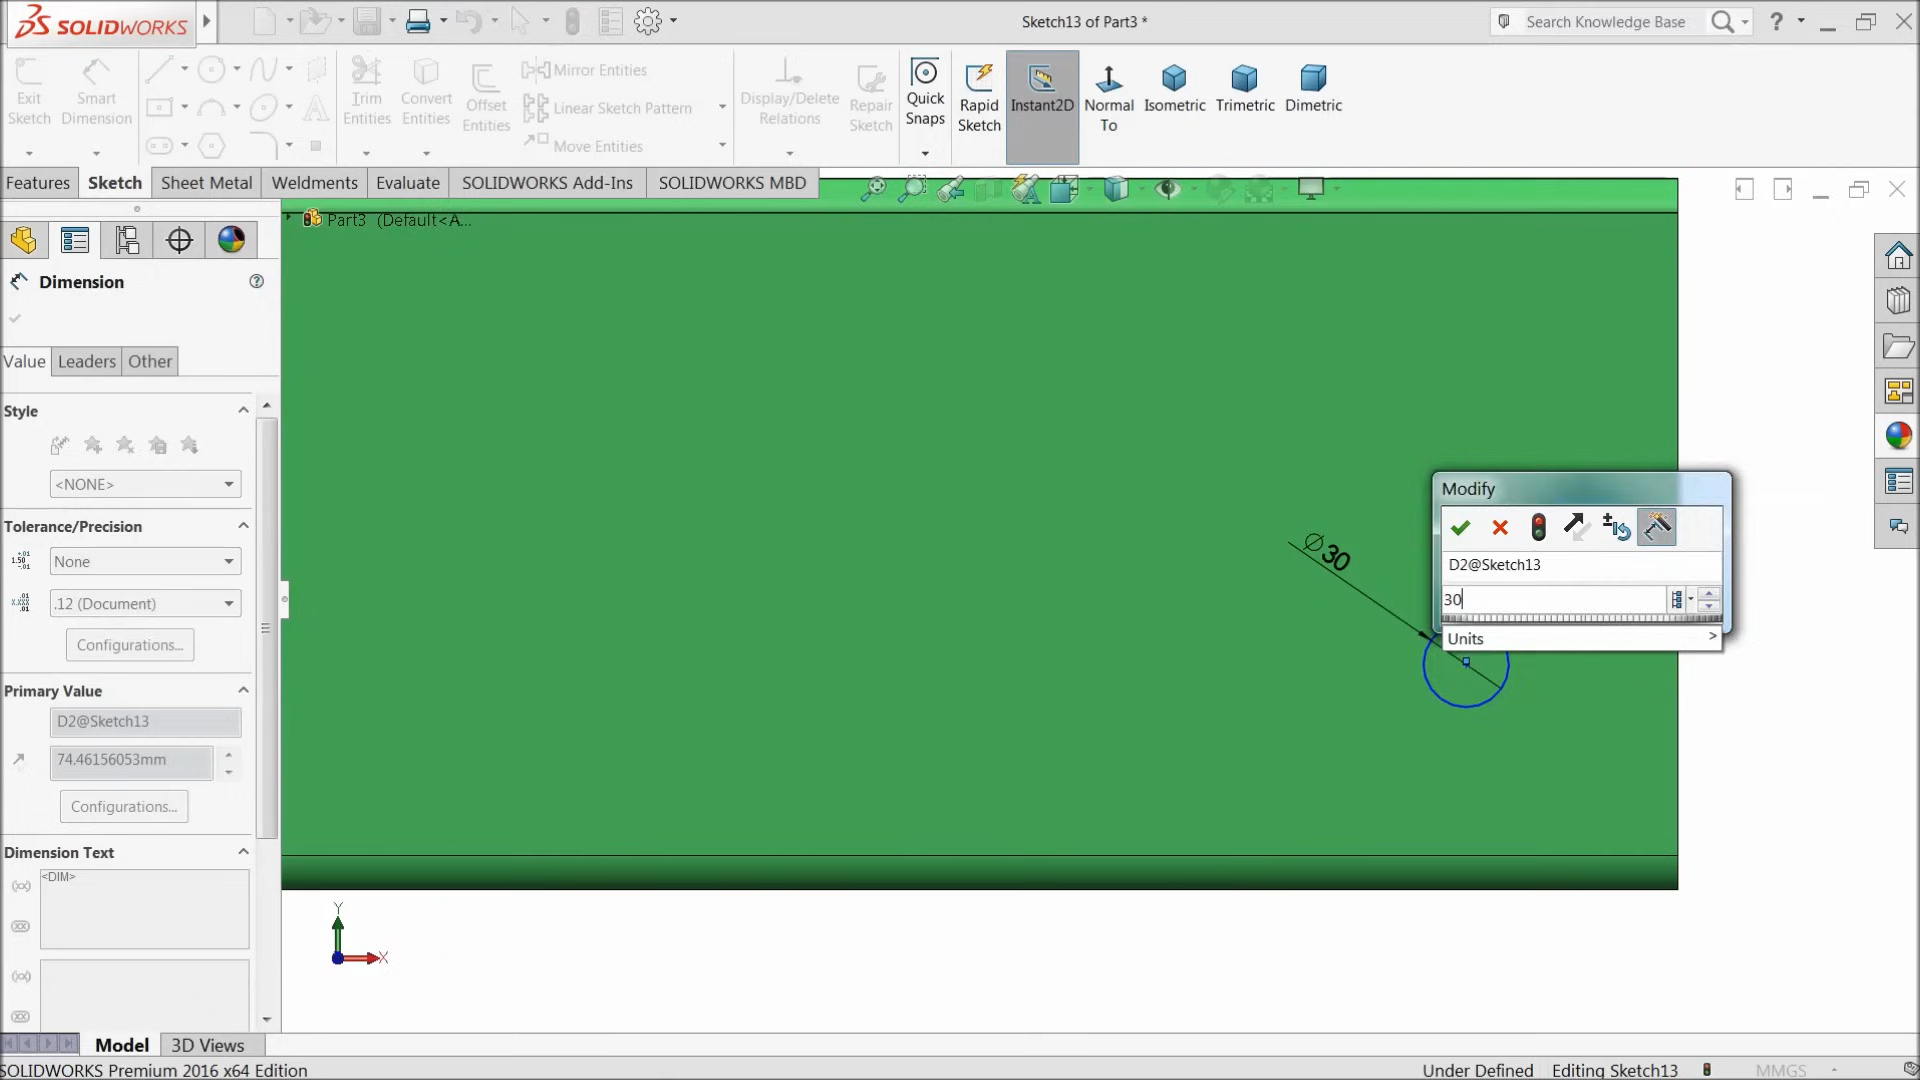 SOLIDWORKS
Sketch13 of Part3 *
Search Knowledge Base
?
Exit Sketch
Smart Dimension
Trim Entities
Convert Entities
Offset Entities
Mirror Entities
Linear Sketch Pattern
Move Entities
Display/Delete Relations
Repair Sketch
Quick Snaps
Rapid Sketch
Instant2D
Normal To
Isometric
Trimetric
Dimetric
Features
Sketch
Sheet Metal
Weldments
Evaluate
SOLIDWORKS Add-Ins
SOLIDWORKS MBD
Part3 (Default<A...
Dimension
?
Value
Leaders
Other
Style
<NONE>
Tolerance/Precision
None
.12 (Document)
Configurations...
Primary Value
D2@Sketch13
74.46156053mm
Configurations...
Dimension Text
<DIM>
Modify
D2@Sketch13
30
Units >
∅30
Y
X
Model
3D Views
SOLIDWORKS Premium 2016 x64 Edition
Under Defined
Editing Sketch13
MMGS